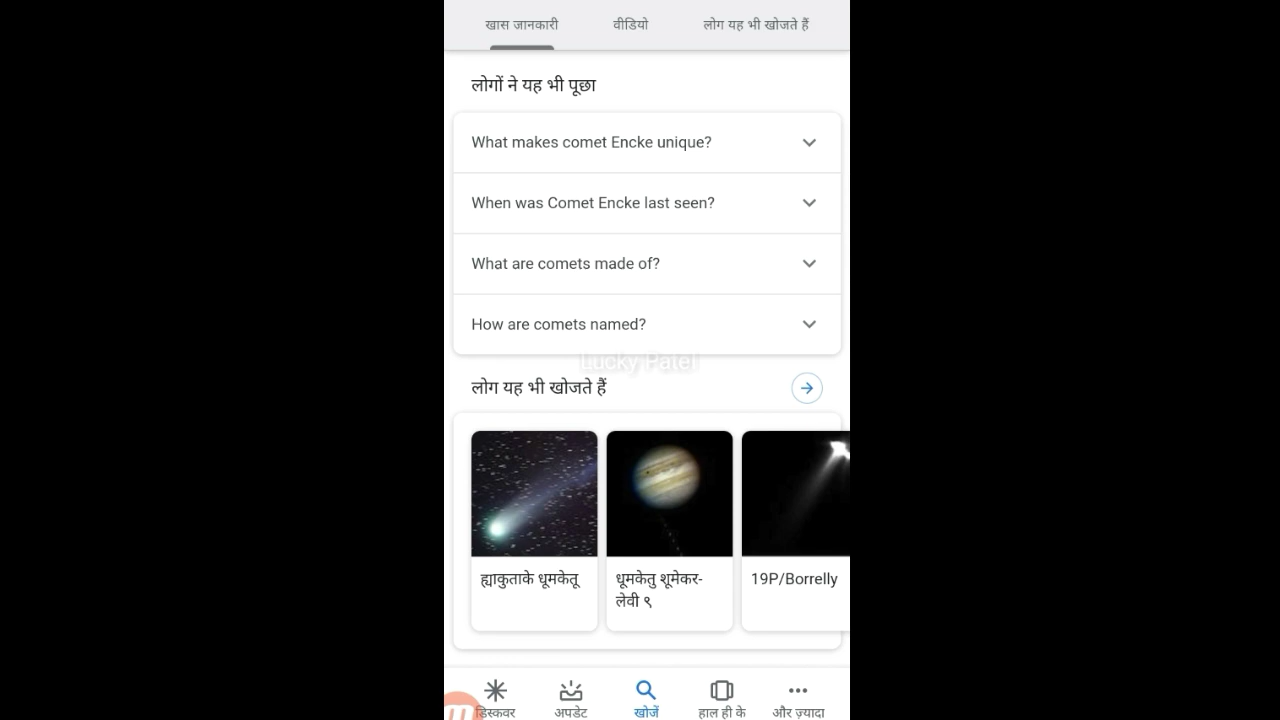 खास जानकारी वीडियो लोग यह भी खोजते हैं
लोगों ने यह भी पूछा
What makes comet Encke unique?
When was Comet Encke last seen?
What are comets made of?
How are comets named?
Lucky Patel
लोग यह भी खोजते हैं
ह्याकुताके धूमकेतू
धूमकेतु शूमेकर-
लेवी ९
19P/Borrelly
डिस्कवर अपडेट खोजें हाल ही के और ज़्यादा